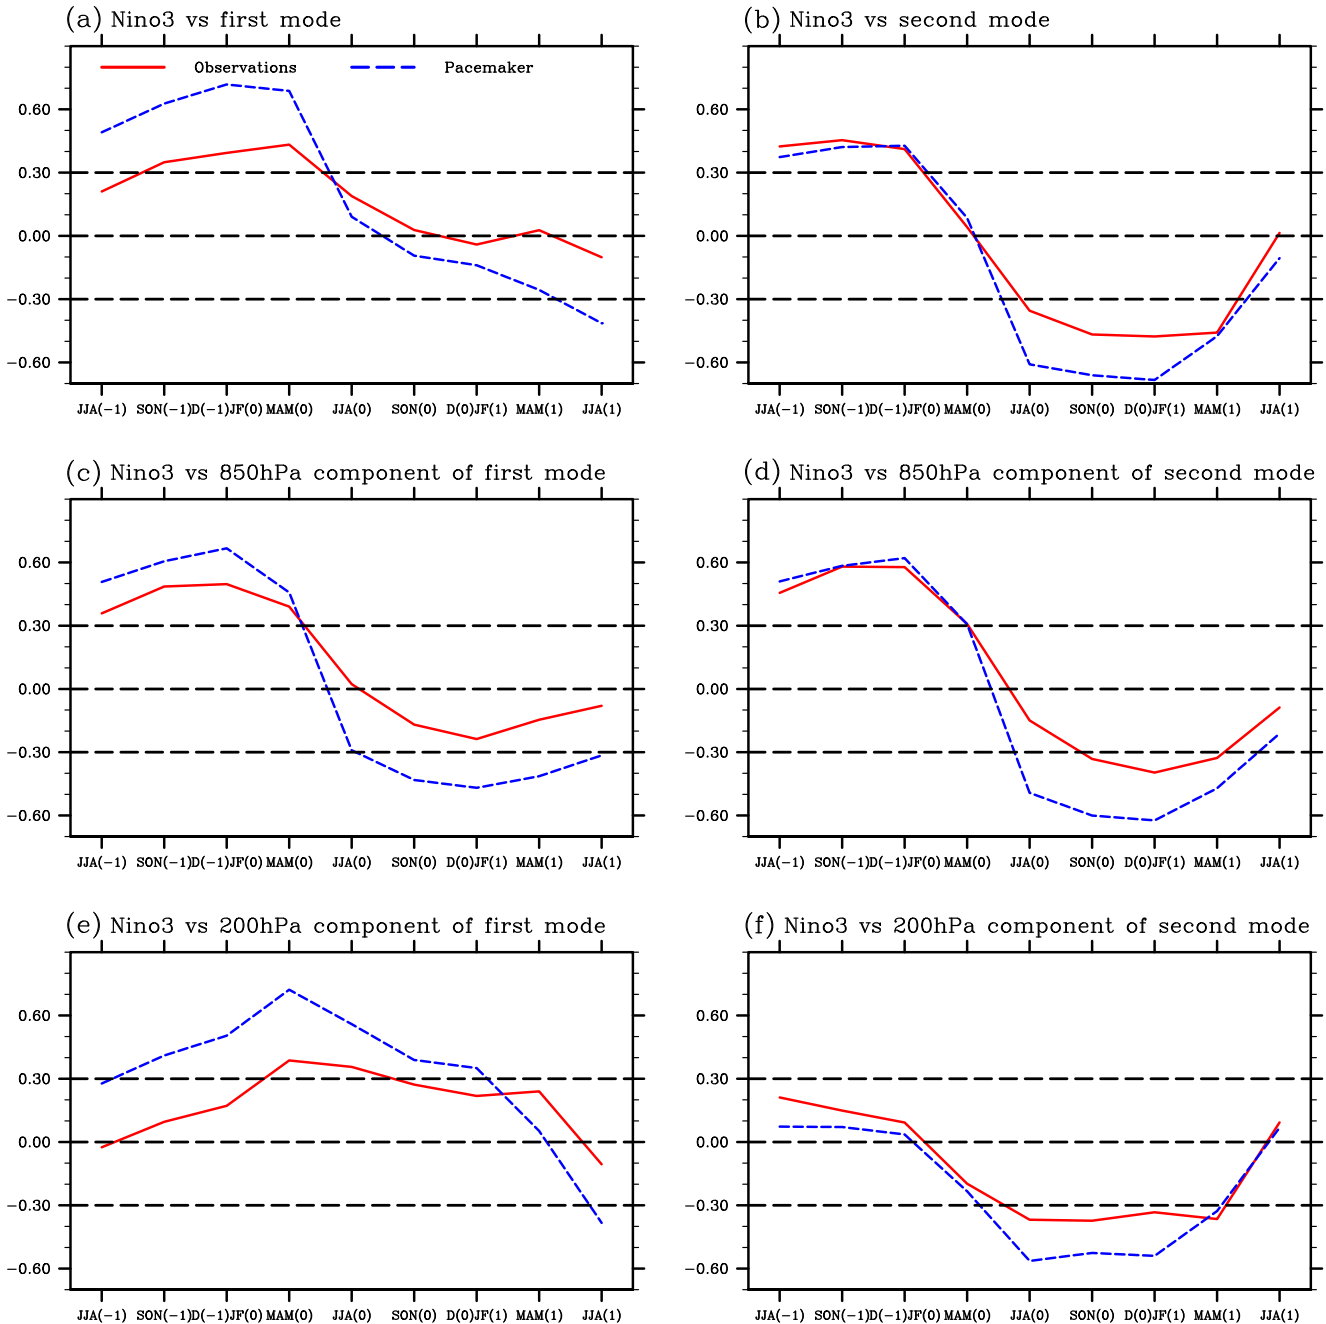 (a) Nino3 vs first mode
Observations Pacemaker
0.60
0.30
0.00
−0.30
−0.60
JJA(−1) SON(−1) D(−1)JF(0) MAM(0) JJA(0) SON(0) D(0)JF(1) MAM(1) JJA(1)
(b) Nino3 vs second mode
0.60
0.30
0.00
−0.30
−0.60
JJA(−1) SON(−1) D(−1)JF(0) MAM(0) JJA(0) SON(0) D(0)JF(1) MAM(1) JJA(1)
(c) Nino3 vs 850hPa component of first mode
0.60
0.30
0.00
−0.30
−0.60
JJA(−1) SON(−1) D(−1)JF(0) MAM(0) JJA(0) SON(0) D(0)JF(1) MAM(1) JJA(1)
(d) Nino3 vs 850hPa component of second mode
0.60
0.30
0.00
−0.30
−0.60
JJA(−1) SON(−1) D(−1)JF(0) MAM(0) JJA(0) SON(0) D(0)JF(1) MAM(1) JJA(1)
(e) Nino3 vs 200hPa component of first mode
0.60
0.30
0.00
−0.30
−0.60
JJA(−1) SON(−1) D(−1)JF(0) MAM(0) JJA(0) SON(0) D(0)JF(1) MAM(1) JJA(1)
(f) Nino3 vs 200hPa component of second mode
0.60
0.30
0.00
−0.30
−0.60
JJA(−1) SON(−1) D(−1)JF(0) MAM(0) JJA(0) SON(0) D(0)JF(1) MAM(1) JJA(1)